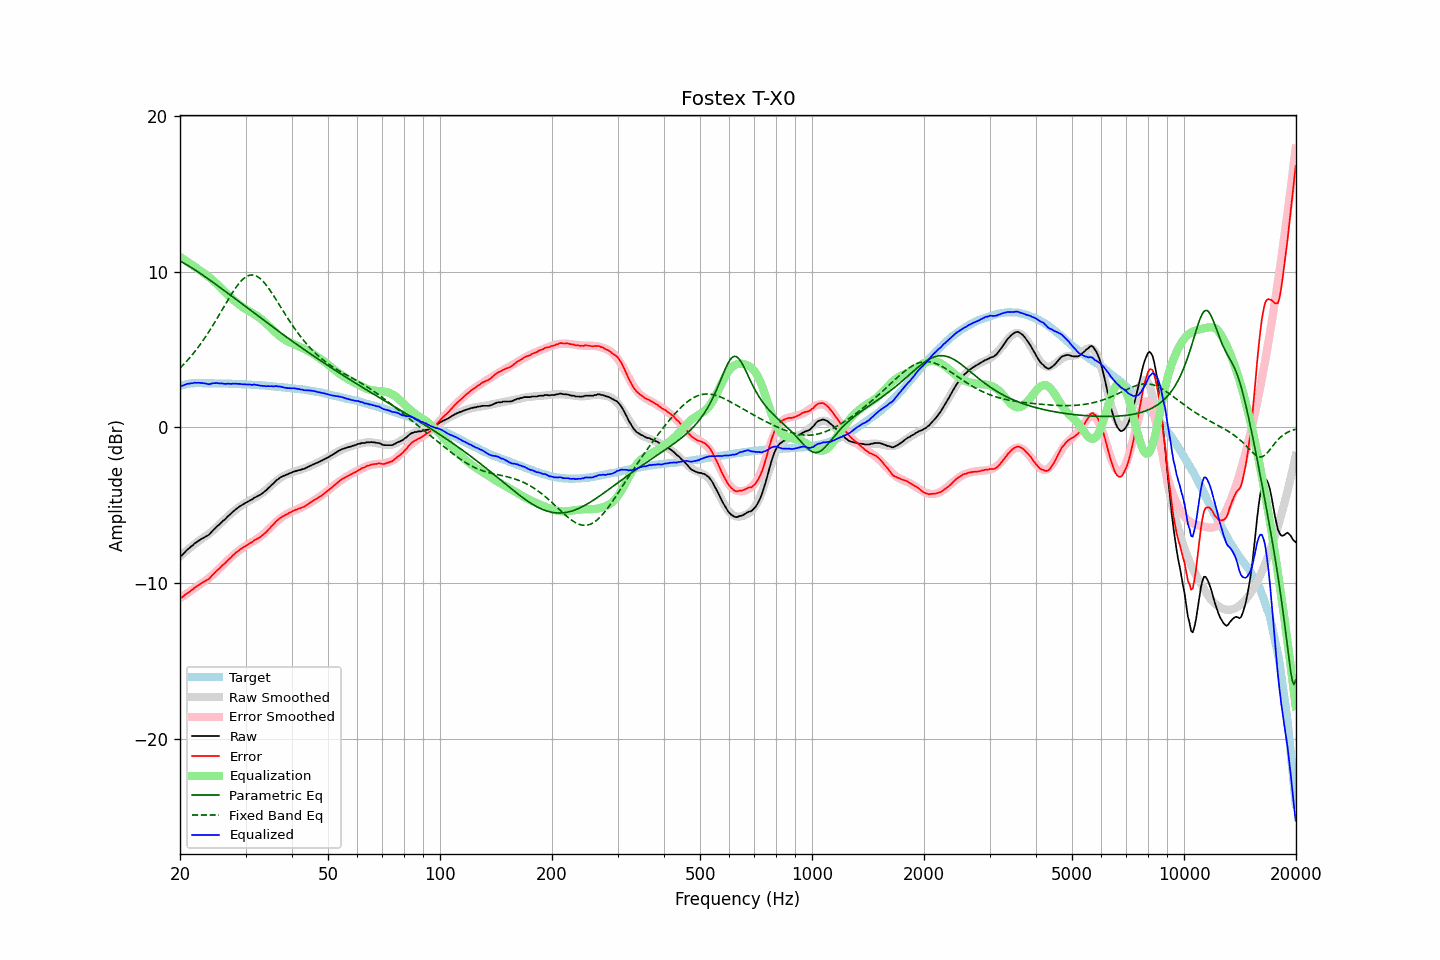 Fostex T-X0
Amplitude (dBr)
20
10
0
−10
−20
Target
Raw Smoothed
Error Smoothed
Raw
Error
Equalization
Parametric Eq
Fixed Band Eq
Equalized
20 50 100 200 500 1000 2000 5000 10000 20000
Frequency (Hz)